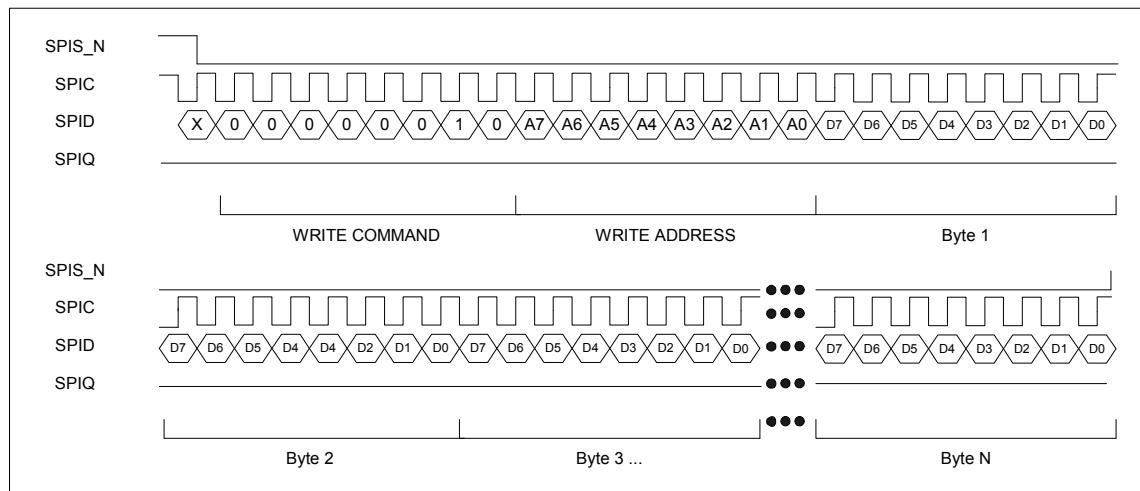 SPIS_N
SPIC
SPID X 0 0 0 0 0 0 1 0 A7 A6 A5 A4 A3 A2 A1 A0 D7 D6 D5 D4 D3 D2 D1 D0
SPIQ
WRITE COMMAND WRITE ADDRESS Byte 1
SPIS_N
SPIC
SPID D7 D6 D5 D4 D4 D2 D1 D0 D7 D6 D5 D4 D3 D2 D1 D0 D7 D6 D5 D4 D3 D2 D1 D0
SPIQ
Byte 2 Byte 3 ... Byte N